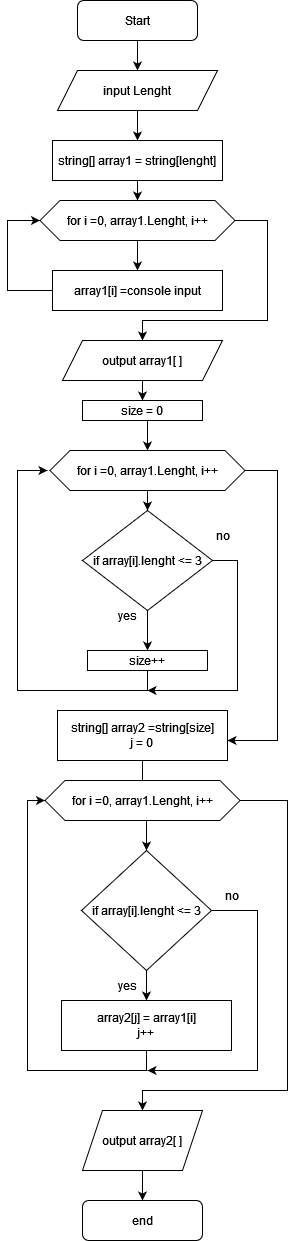 Start
input Lenght
string[] array1 = string[lenght]
for i =0, array1.Lenght, i++
array1[i] =console input
output array1[ ]
size = 0
for i =0, array1.Lenght, i++
no
if array[i].lenght <= 3
yes
size++
string[] array2 =string[size]
j = 0
for i =0, array1.Lenght, i++
no
if array[i].lenght <= 3
yes
array2[j] = array1[i]
j++
output array2[ ]
end